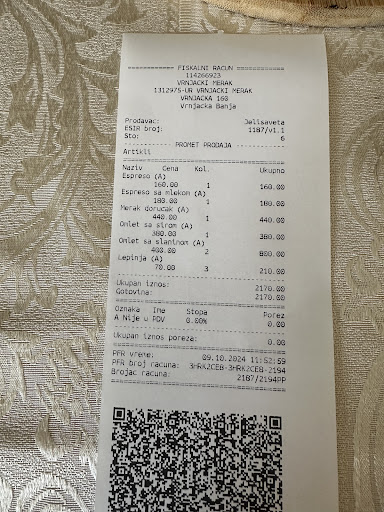 ============ FISKALNI RACUN ============
114266923
VRNJACKI MERAK
1312975-UR VRNJACKI MERAK
VRNJACKA 160
Vrnjacka Banja
Prodavac: Jelisaveta
ESIR broj: 1187/v1.1
Sto: 6
------------ PROMET PRODAJA ------------
Artikli
========================================
Naziv Cena Kol. Ukupno
Espreso (A)
160.00 1 160.00
Espreso sa mlekom (A)
180.00 1 180.00
Merak dorucak (A)
440.00 1 440.00
Omlet sa sirom (A)
380.00 1 380.00
Omlet sa slaninom (A)
400.00 2 800.00
Lepinja (A)
70.00 3 210.00
----------------------------------------
Ukupan iznos: 2170.00
Gotovina: 2170.00
========================================
Oznaka Ime Stopa Porez
A Nije u PDV 0.00% 0.00
----------------------------------------
Ukupan iznos poreza: 0.00
========================================
PFR vreme: 09.10.2024 11:52:59
PFR broj racuna: 3HRK2CEB-3HRK2CEB-2194
Brojac racuna: 2187/2194PP
========================================